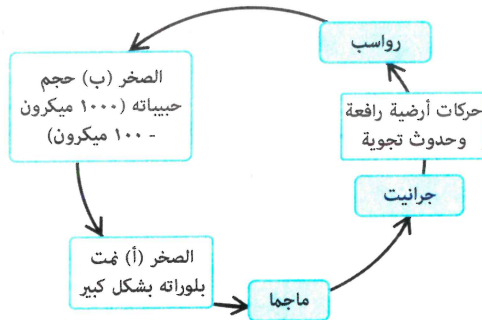 رواسب
الصخر (ب) حجم
حبيباته (١٠٠٠ ميكرون
- ١٠٠ ميكرون)
حركات أرضية رافعة
وحدوث تجوية
جرانيت
الصخر (أ) نمت
بلوراته بشكل كبير
ماجما